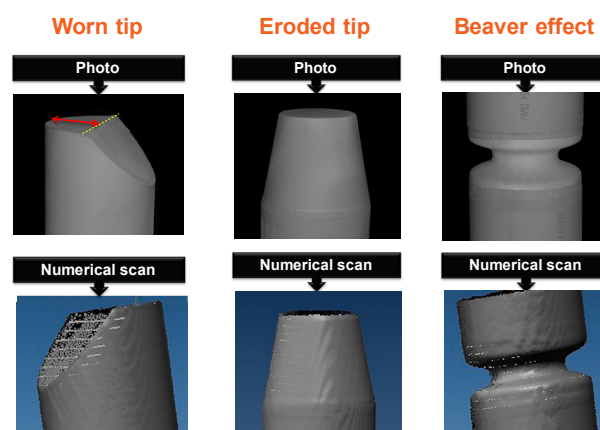 Worn tip
Eroded tip
Beaver effect
Photo
Photo
Photo
Numerical scan
Numerical scan
Numerical scan